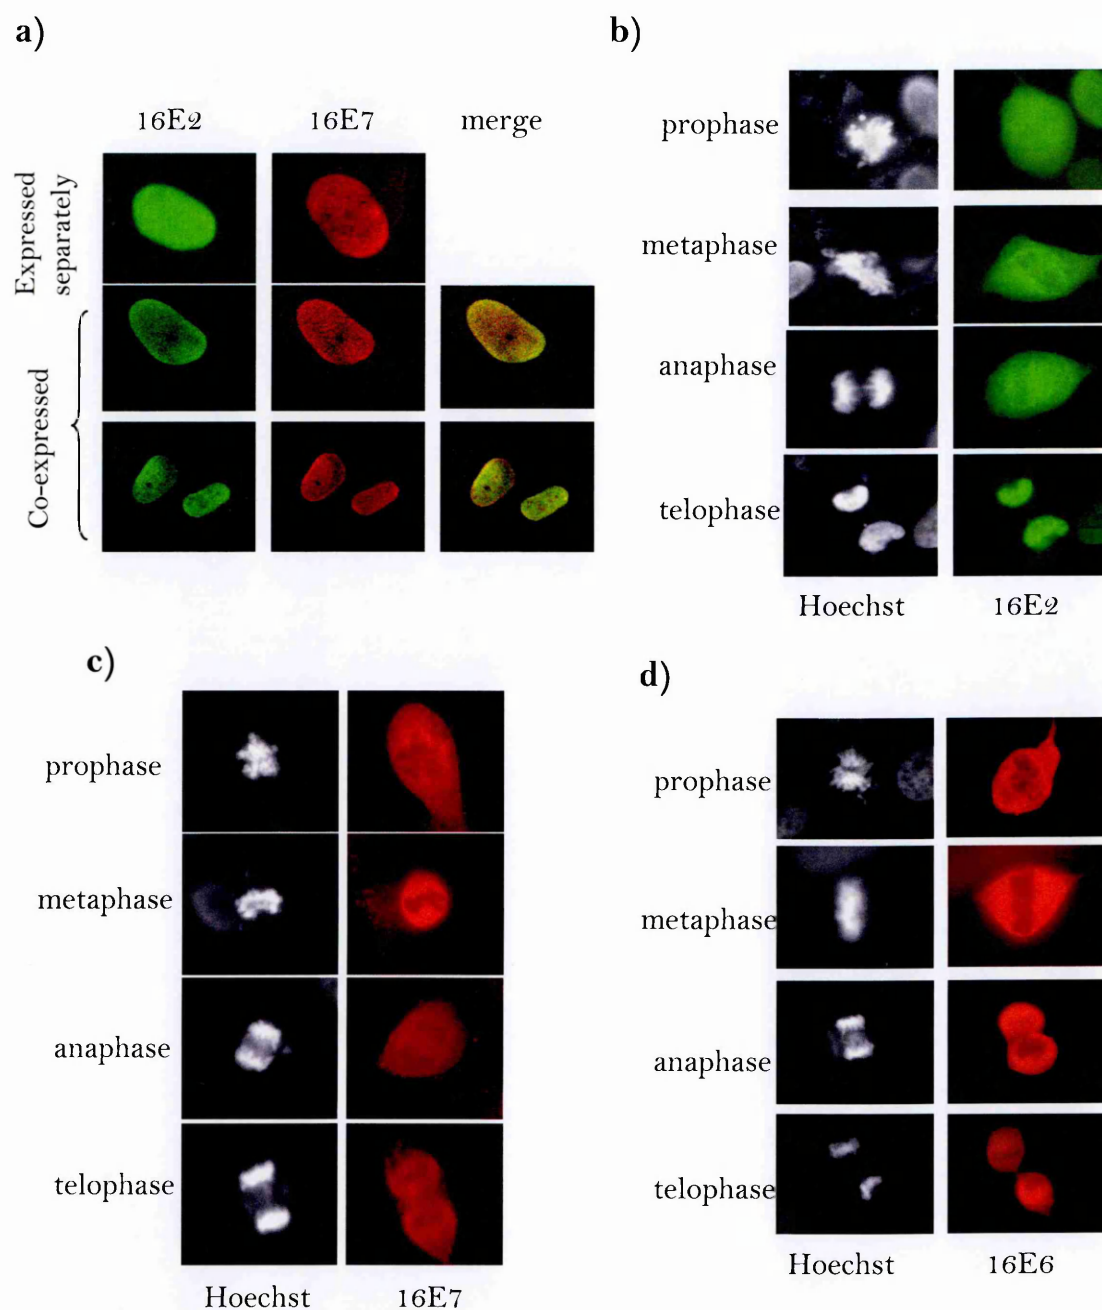 a)
16E2
16E7
merge
Expressed
separately
Co-expressed
b)
prophase
metaphase
anaphase
telophase
Hoechst
16E2
c)
prophase
metaphase
anaphase
telophase
Hoechst
16E7
d)
prophase
metaphase
anaphase
telophase
Hoechst
16E6